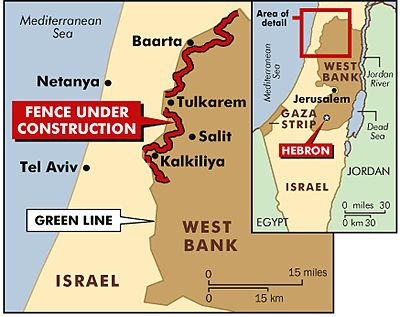 Mediterranean
Sea
Baarta
Netanya
Tulkarem
FENCE UNDER
CONSTRUCTION
Salit
Kalkiliya
Tel Aviv
GREEN LINE
WEST
BANK
ISRAEL
0 15 miles
0 15 km
Area of
detail
Mediterranean
Sea
WEST
BANK
Jordan
River
Jerusalem
GAZA
STRIP
Dead
Sea
HEBRON
JORDAN
ISRAEL
EGYPT
0 miles 30
0 km 30